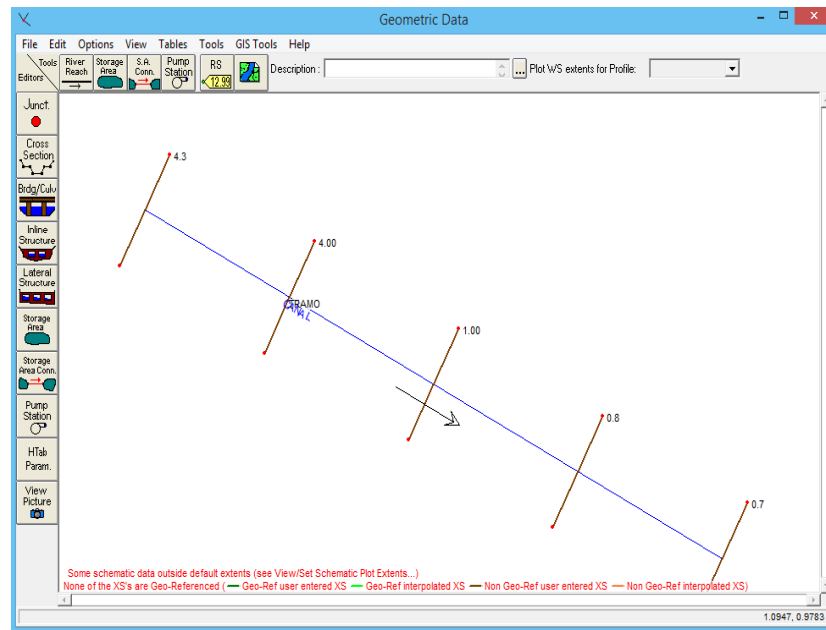 Geometric Data
File Edit Options View Tables Tools GIS Tools Help
Tools
Editors
River
Reach
Storage
Area
S.A.
Conn.
Pump
Station
RS
12.99
Description :
... Plot WS extents for Profile:
Junct.
Cross
Section
Brdg/Culv
Inline
Structure
Lateral
Structure
Storage
Area
Storage
Area Conn.
Pump
Station
HTab
Param.
View
Picture
4.3
4.00
TRAMO
CANAL
1.00
0.8
0.7
Some schematic data outside default extents (see View/Set Schematic Plot Extents...)
None of the XS's are Geo-Referenced ( Geo-Ref user entered XS Geo-Ref interpolated XS Non Geo-Ref user entered XS Non Geo-Ref interpolated XS)
1.0947, 0.9783